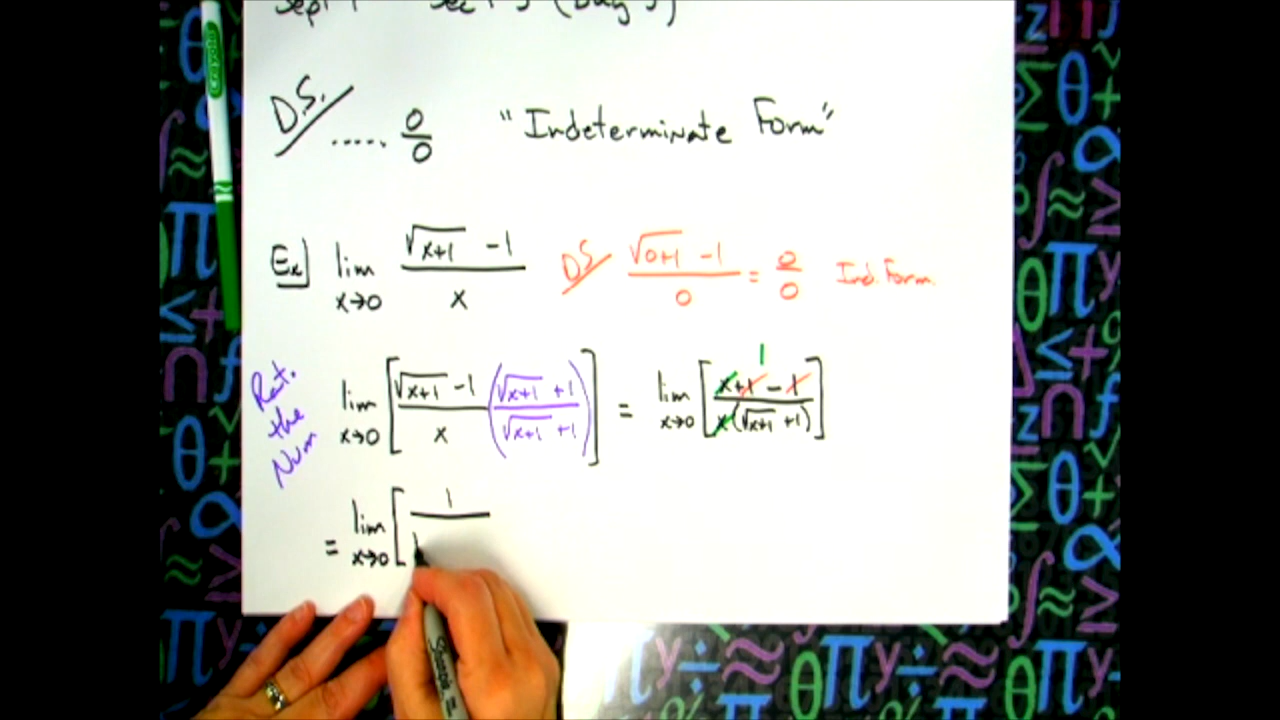 D.S. ..... 0/0 "Indeterminate Form"
Ex] lim x→0 (√(x+1) - 1)/x DS (√(0+1) - 1)/0 = 0/0 Ind. Form.
Rat. the Num
lim x→0 [(√(x+1) - 1)/x ((√(x+1) + 1)/(√(x+1) + 1))] = lim x→0 [(x+1 - 1)/(x(√(x+1) + 1))] 1
= lim x→0 [1/
Crayola
Sharpie